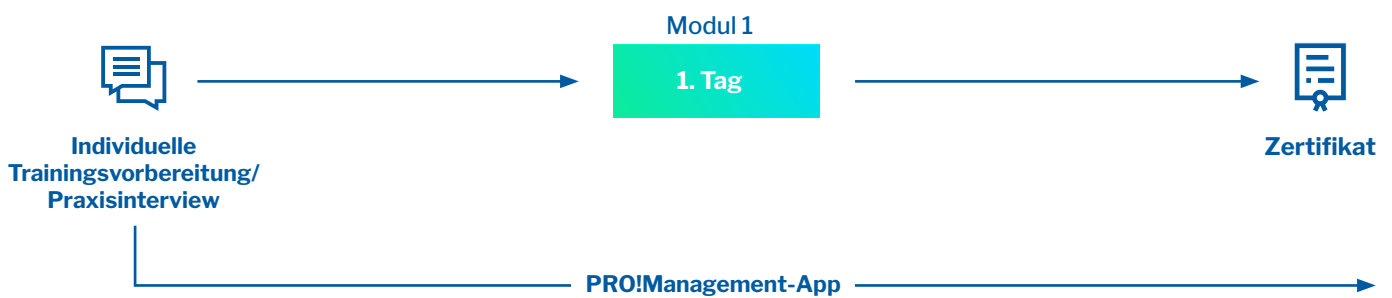 Modul 1
1. Tag
Individuelle
Trainingsvorbereitung/
Praxisinterview
Zertifikat
PRO!Management-App